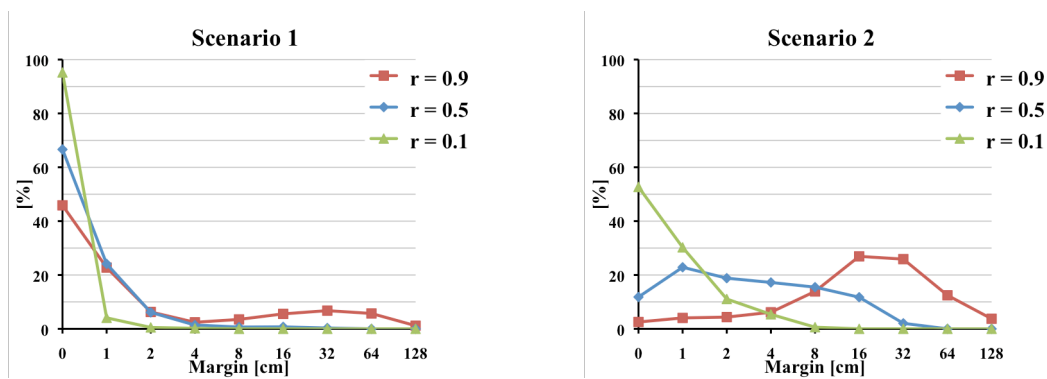 Scenario 1
100
80
60
40
20
0
[%]
r = 0.9
r = 0.5
r = 0.1
0 1 2 4 8 16 32 64 128
Margin [cm]
Scenario 2
100
80
60
40
20
0
[%]
r = 0.9
r = 0.5
r = 0.1
0 1 2 4 8 16 32 64 128
Margin [cm]